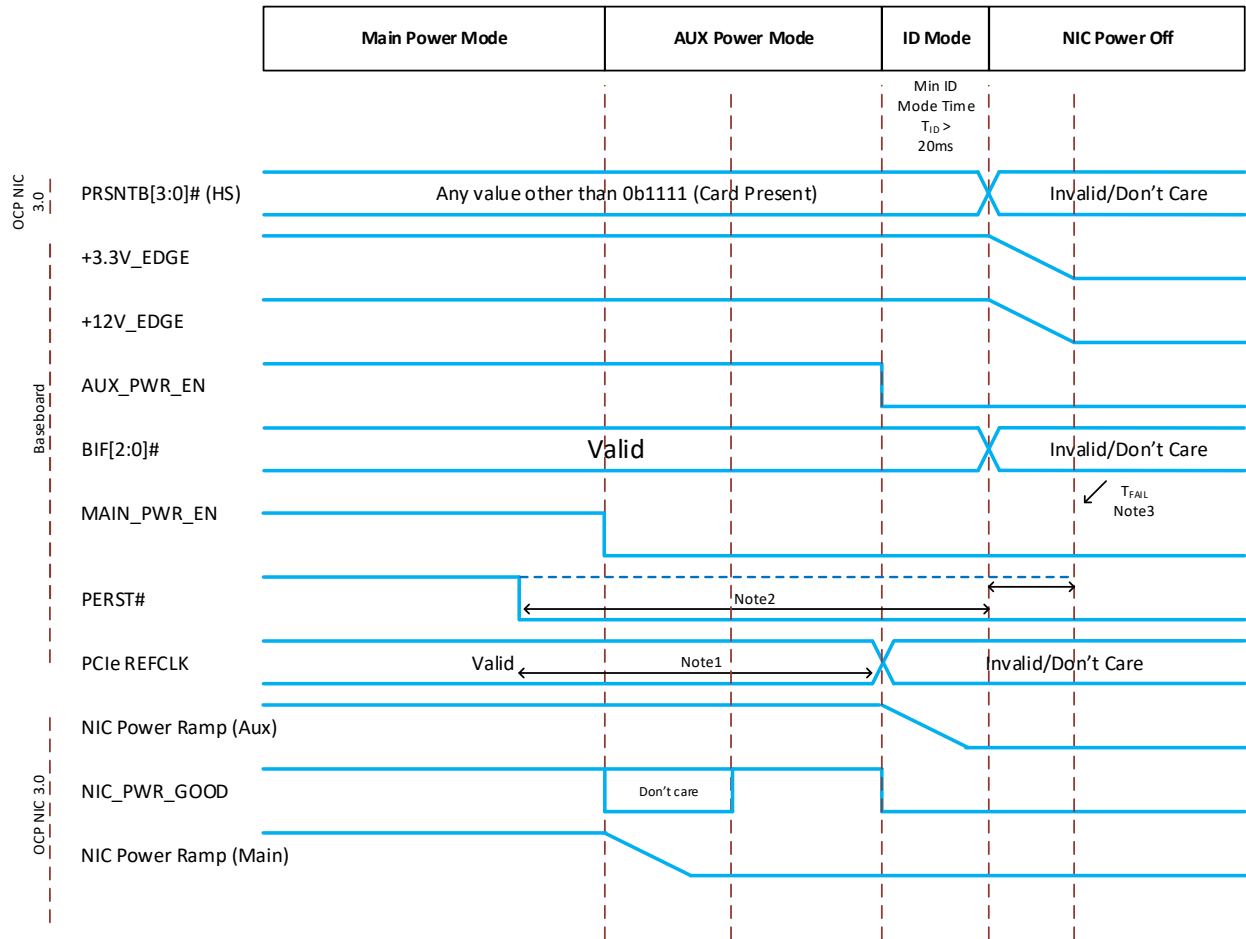 Main Power Mode
AUX Power Mode
ID Mode
NIC Power Off
Min ID
Mode Time
TID >
20ms
OCP NIC
3.0
PRSNTB[3:0]# (HS)
Any value other than 0b1111 (Card Present)
Invalid/Don’t Care
+3.3V_EDGE
+12V_EDGE
AUX_PWR_EN
Baseboard
BIF[2:0]#
Valid
Invalid/Don’t Care
TFAIL
Note3
MAIN_PWR_EN
PERST#
Note2
PCIe REFCLK
Valid
Note1
Invalid/Don’t Care
NIC Power Ramp (Aux)
OCP NIC 3.0
NIC_PWR_GOOD
Don’t care
NIC Power Ramp (Main)